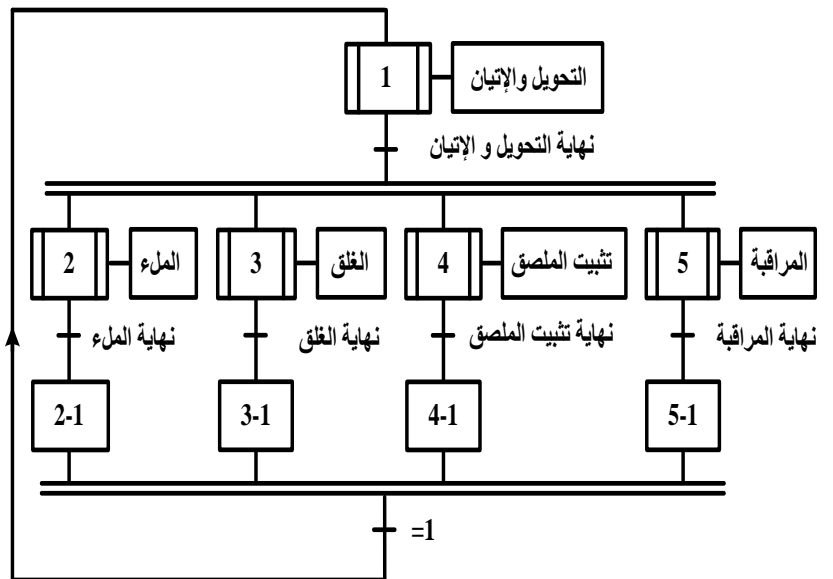 1 التحويل والإتيان
نهاية التحويل و الإتيان
2 الملء 3 الغلق 4 تثبيت الملصق 5 المراقبة
نهاية الملء نهاية الغلق نهاية تثبيت الملصق نهاية المراقبة
2-1 3-1 4-1 5-1
=1